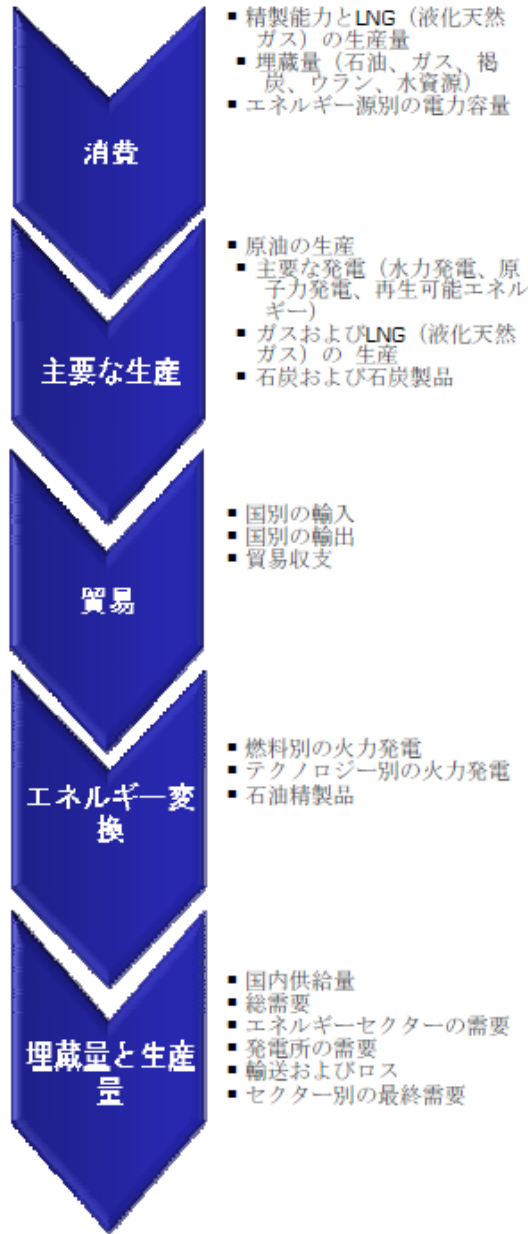 精製能力とLNG（液化天然
ガス）の生産量
埋蔵量（石油、ガス、褐
炭、ウラン、水資源）
エネルギー源別の電力容量
消費
原油の生産
主要な発電（水力発電、原
子力発電、再生可能エネル
ギー）
ガスおよびLNG（液化天然
ガス）の 生産
石炭および石炭製品
主要な生産
国別の輸入
国別の輸出
貿易収支
貿易
燃料別の火力発電
テクノロジー別の火力発電
石油精製品
エネルギー変
換
国内供給量
総需要
エネルギーセクターの需要
発電所の需要
輸送およびロス
セクター別の最終需要
埋蔵量と生産
量